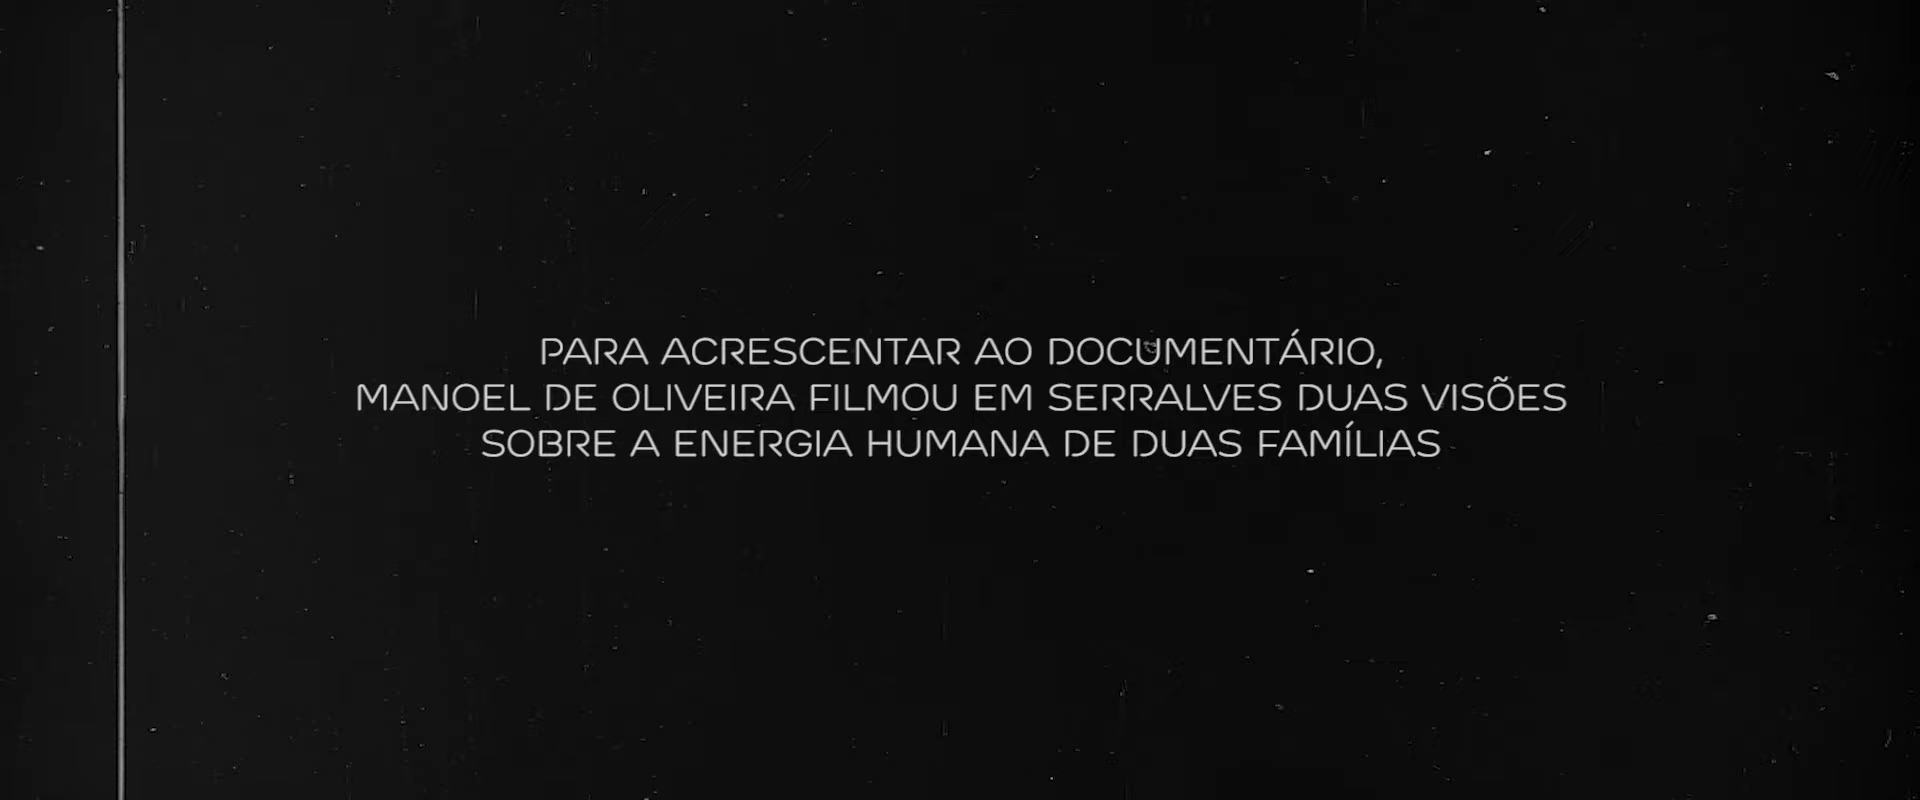 PARA ACRESCENTAR AO DOCUMENTÁRIO,
MANOEL DE OLIVEIRA FILMOU EM SERRALVES DUAS VISÕES
SOBRE A ENERGIA HUMANA DE DUAS FAMÍLIAS